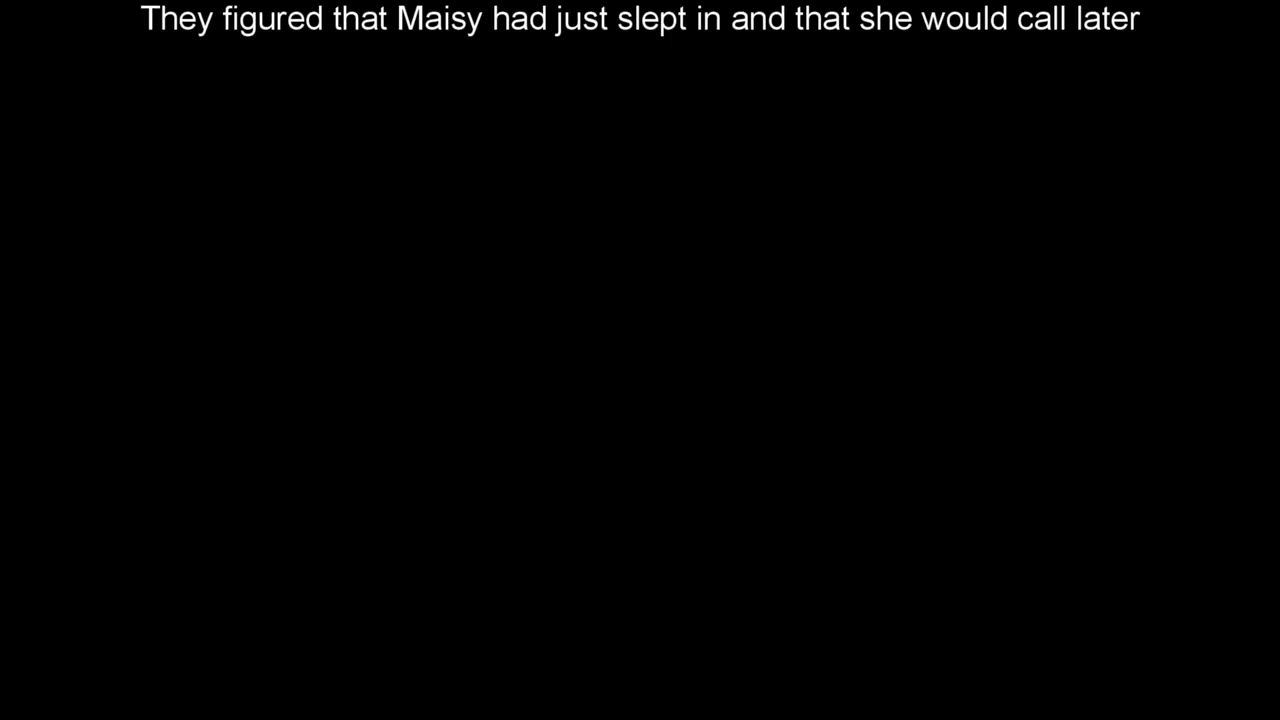 They figured that Maisy had just slept in and that she would call later